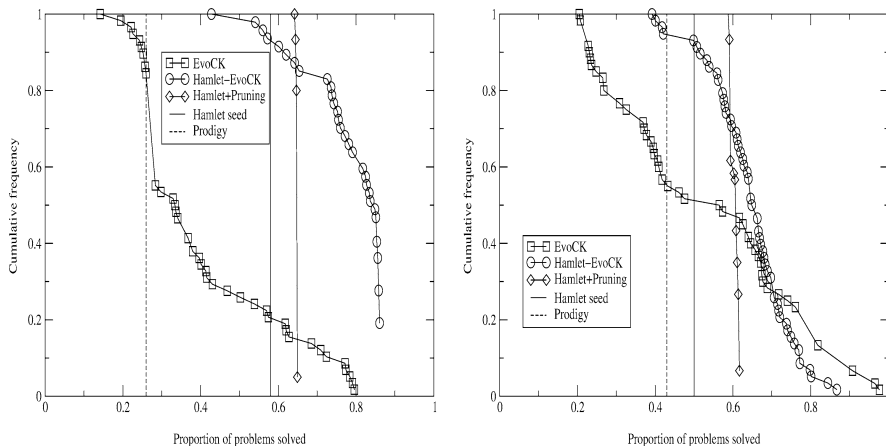 1
0.8
0.6
0.4
0.2
0
Cumulative frequency
EvoCK
Hamlet-EvoCK
Hamlet+Pruning
Hamlet seed
Prodigy
0 0.2 0.4 0.6 0.8 1
Proportion of problems solved
1
0.8
0.6
0.4
0.2
0
Cumulative frequency
EvoCK
Hamlet-EvoCK
Hamlet+Pruning
Hamlet seed
Prodigy
0 0.2 0.4 0.6 0.8
Proportion of problems solved